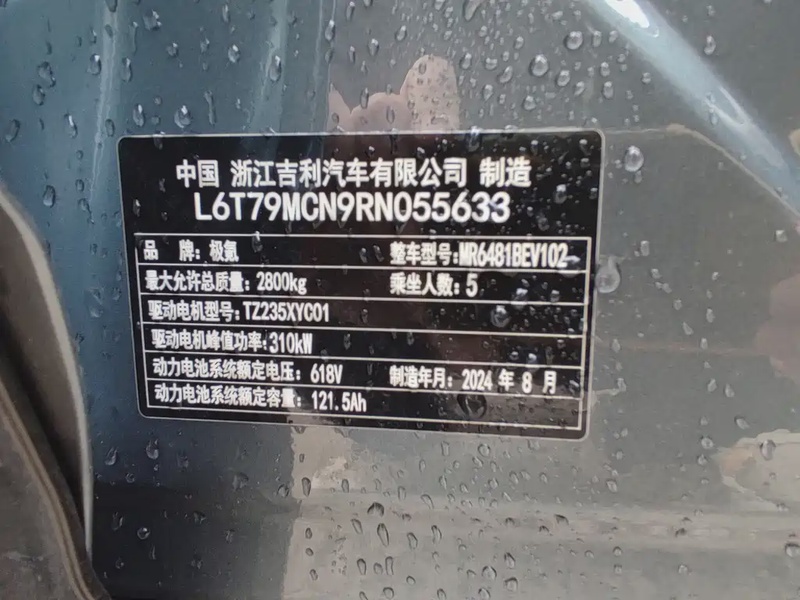 中国 浙江吉利汽车有限公司 制造
L6T79MCN9RN055633
品 牌:极氪 整车型号:MR6481BEV102
最大允许总质量:2800kg 乘坐人数:5
驱动电机型号:TZ235XYC01
驱动电机峰值功率:310kW
动力电池系统额定电压:618V 制造年月:2024年8月
动力电池系统额定容量:121.5Ah